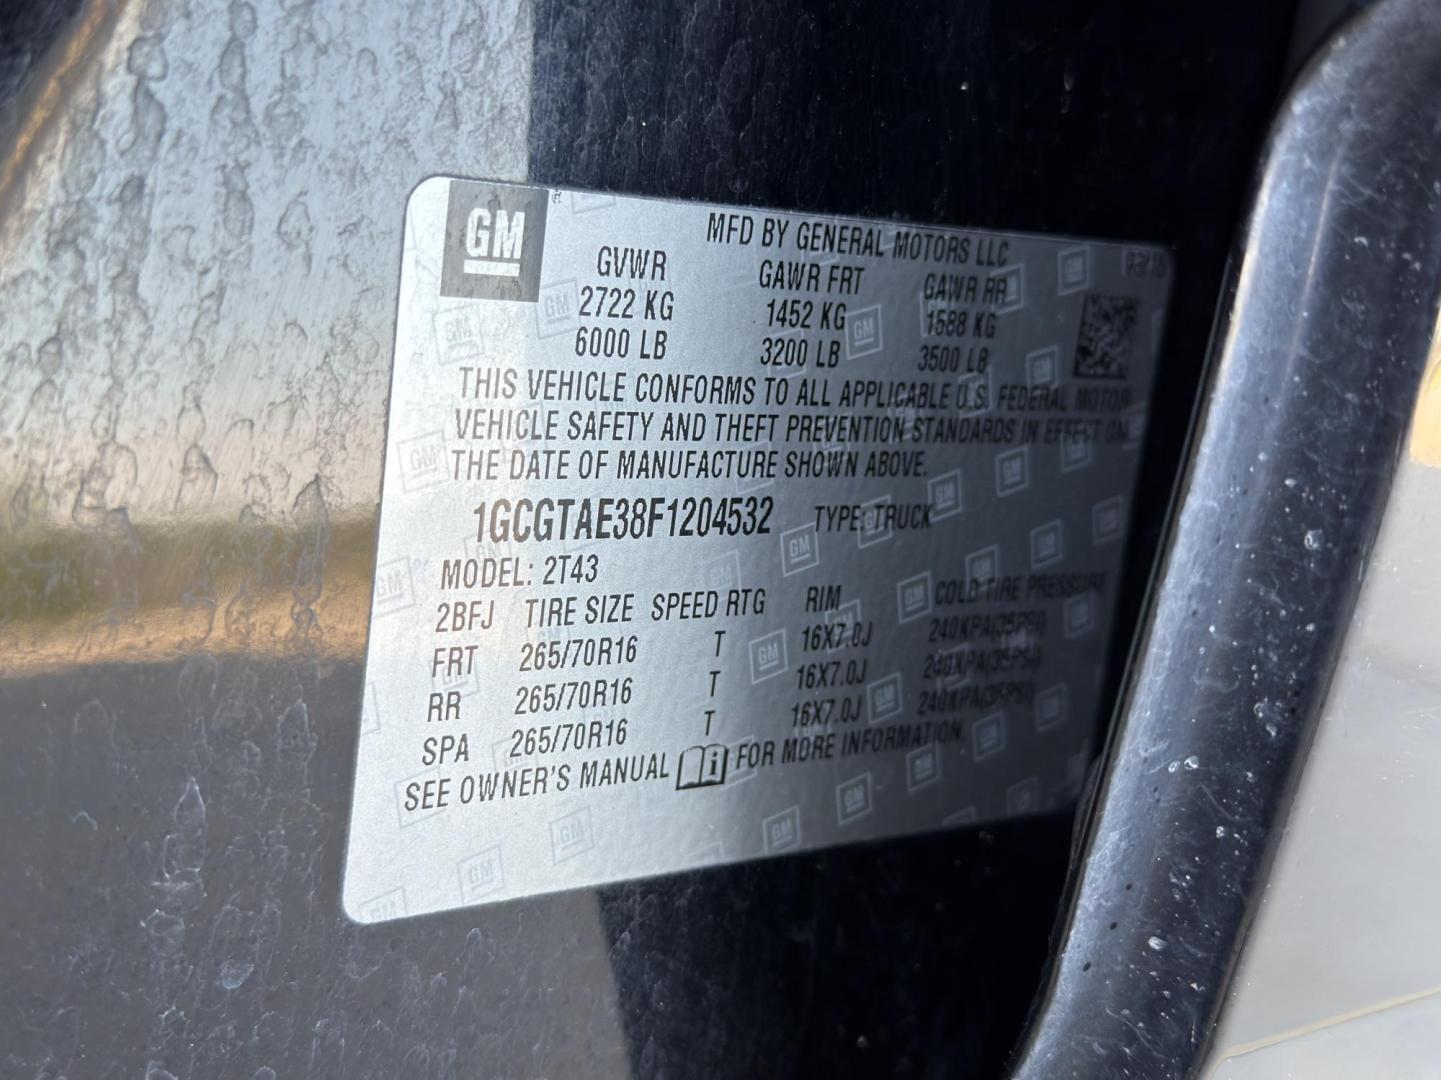 GM
MFD BY GENERAL MOTORS LLC
GVWR GAWR FRT GAWR RR
2722 KG 1452 KG 1588 KG
6000 LB 3200 LB 3500 LB
THIS VEHICLE CONFORMS TO ALL APPLICABLE U.S. FEDERAL MOTOR
VEHICLE SAFETY AND THEFT PREVENTION STANDARDS IN EFFECT ON
THE DATE OF MANUFACTURE SHOWN ABOVE.
1GCGTAE38F1204532 TYPE: TRUCK
MODEL: 2T43
2BFJ TIRE SIZE SPEED RTG RIM COLD TIRE PRESSURE
FRT 265/70R16 T 16X7.0J 240KPA(35PSI)
RR 265/70R16 T 16X7.0J 240KPA(35PSI)
SPA 265/70R16 T 16X7.0J 240KPA(35PSI)
SEE OWNER'S MANUAL FOR MORE INFORMATION